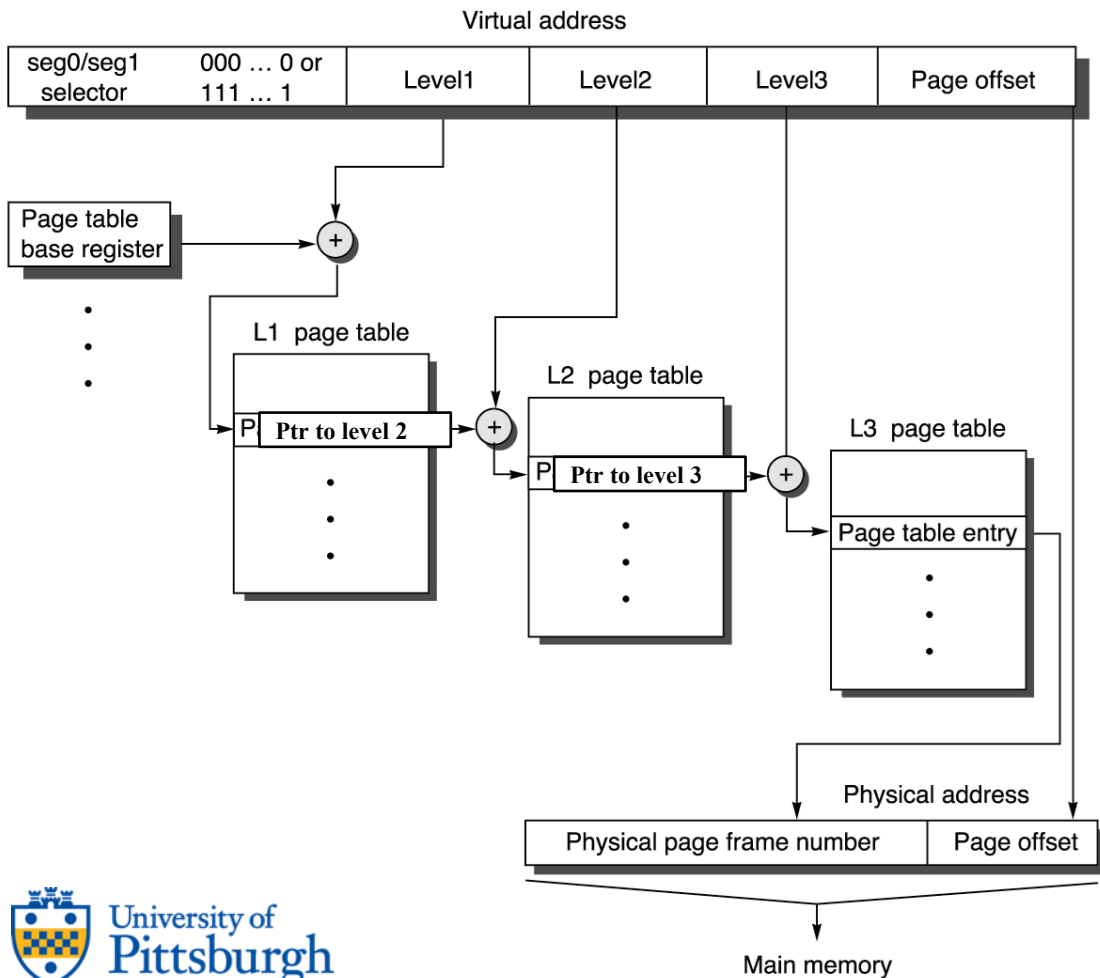 Virtual address
seg0/seg1 000 … 0 or
selector 111 … 1
Level1
Level2
Level3
Page offset
Page table
base register
+
L1 page table
L2 page table
L3 page table
P Ptr to level 2
+
P Ptr to level 3
+
Page table entry
Physical address
Physical page frame number
Page offset
University of
Pittsburgh
Main memory